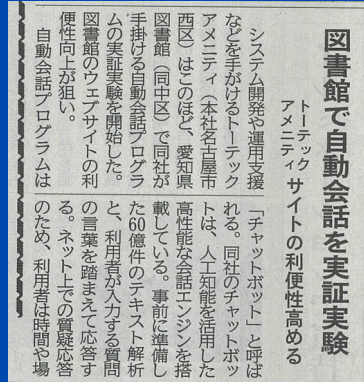 図書館で自動会話を実証実験
トーテック
アメニティ
サイトの利便性高める
システム開発や運用支援
などを手がけるトーテック
アメニティ（本社名古屋市
西区）はこのほど、愛知県
図書館（同中区）で同社が
手掛ける自動会話プログラ
ムの実証実験を開始した。
図書館のウェブサイトの利
便性向上が狙い。
自動会話プログラムは
「チャットボット」と呼ば
れる。同社のチャットボッ
トは、人工知能を活用した
高性能な会話エンジンを搭
載している。事前に準備し
た60億件のテキスト解析
と、利用者が入力する質問
の言葉を踏まえて応答す
る。ネット上での質疑応答
のため、利用者は時間や場